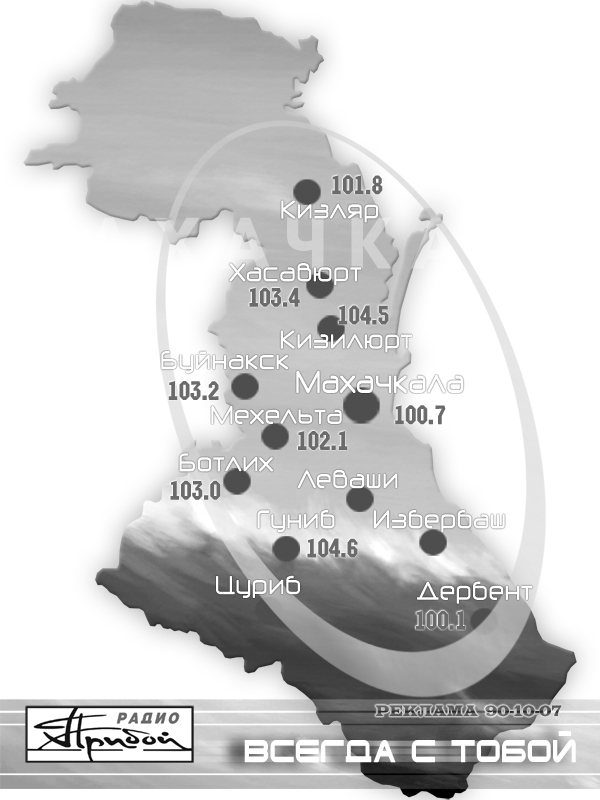 101.8
Кизляр
ХАЧК
Хасавюрт
103.4
104.5
Кизилюрт
Буйнакск
103.2
Махачкала
Мехельта
100.7
102.1
Ботлих
103.0
Леваши
Гуниб
Избербаш
104.6
Цуриб
Дербент
100.1
РЕКЛАМА 90-10-07
РАДИО
Прибой
ВСЕГДА С ТОБОЙ